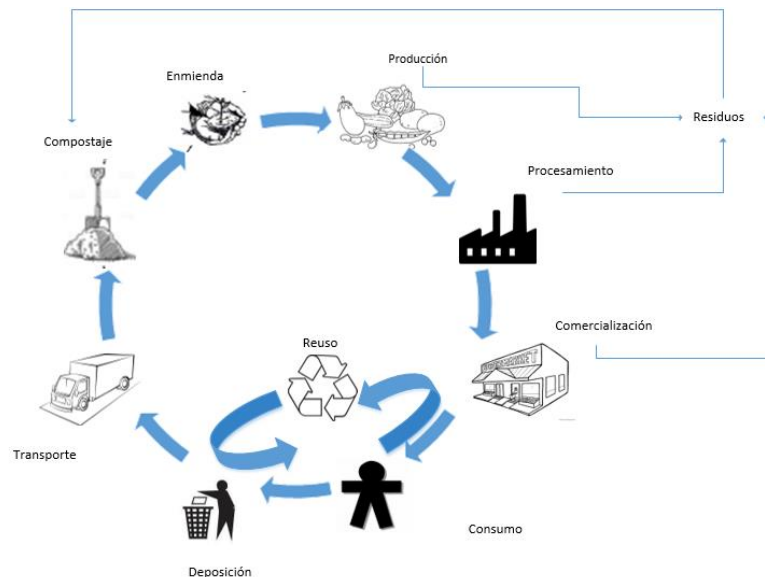 Producción
Enmienda
Residuos
Compostaje
Procesamiento
Comercialización
Reuso
Transporte
Consumo
Deposición